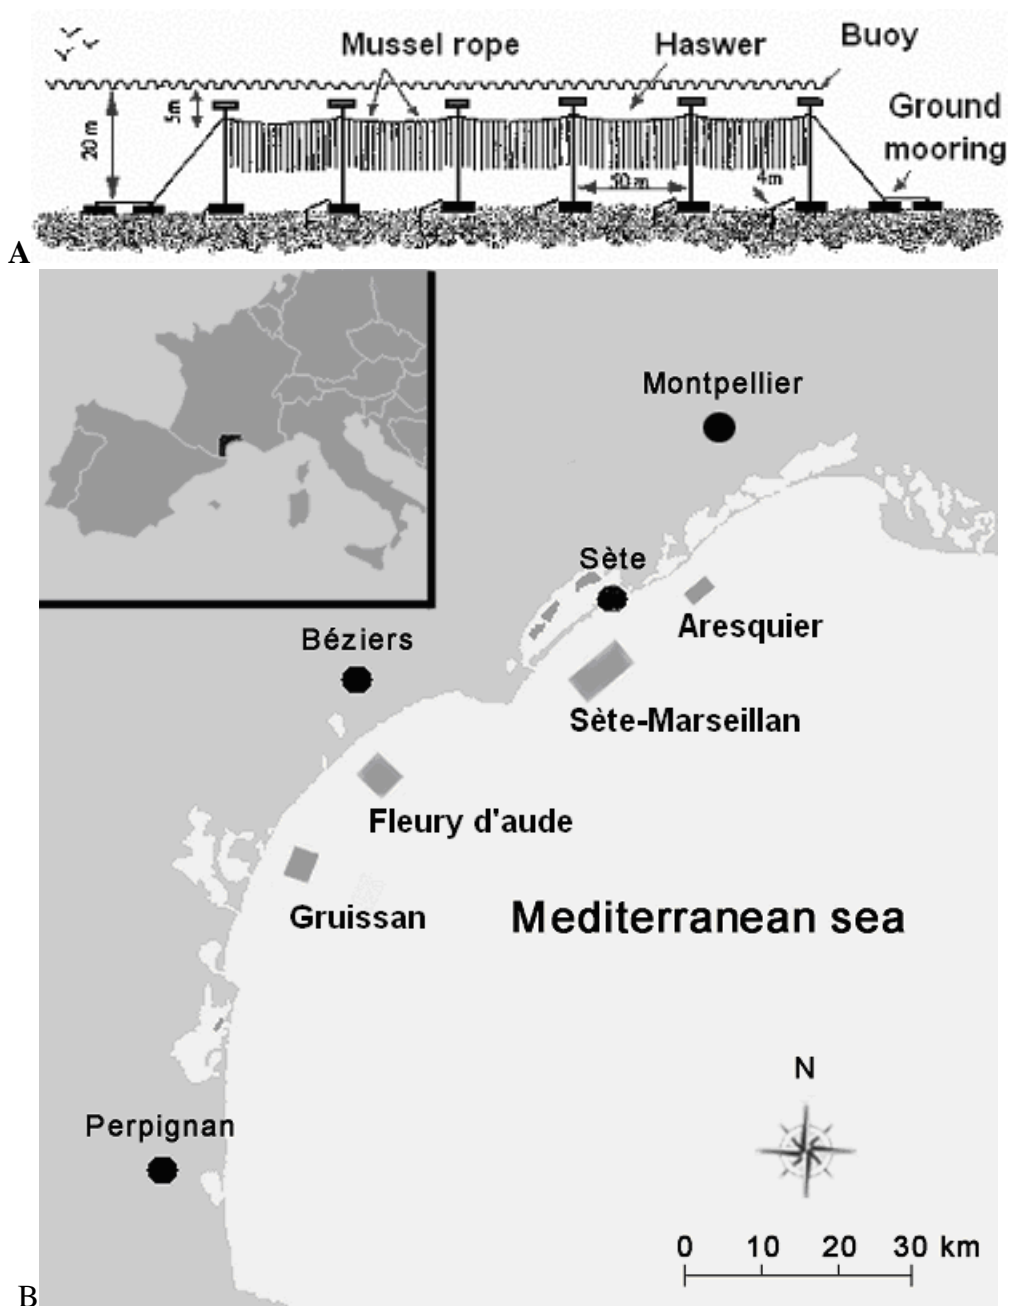 Mussel rope
Haswer
Buoy
Ground
mooring
5m
20 m
50 m
4m
A
Montpellier
Sète
Aresquier
Béziers
Sète-Marseillan
Fleury d'aude
Gruissan
Mediterranean sea
N
Perpignan
0 10 20 30 km
B